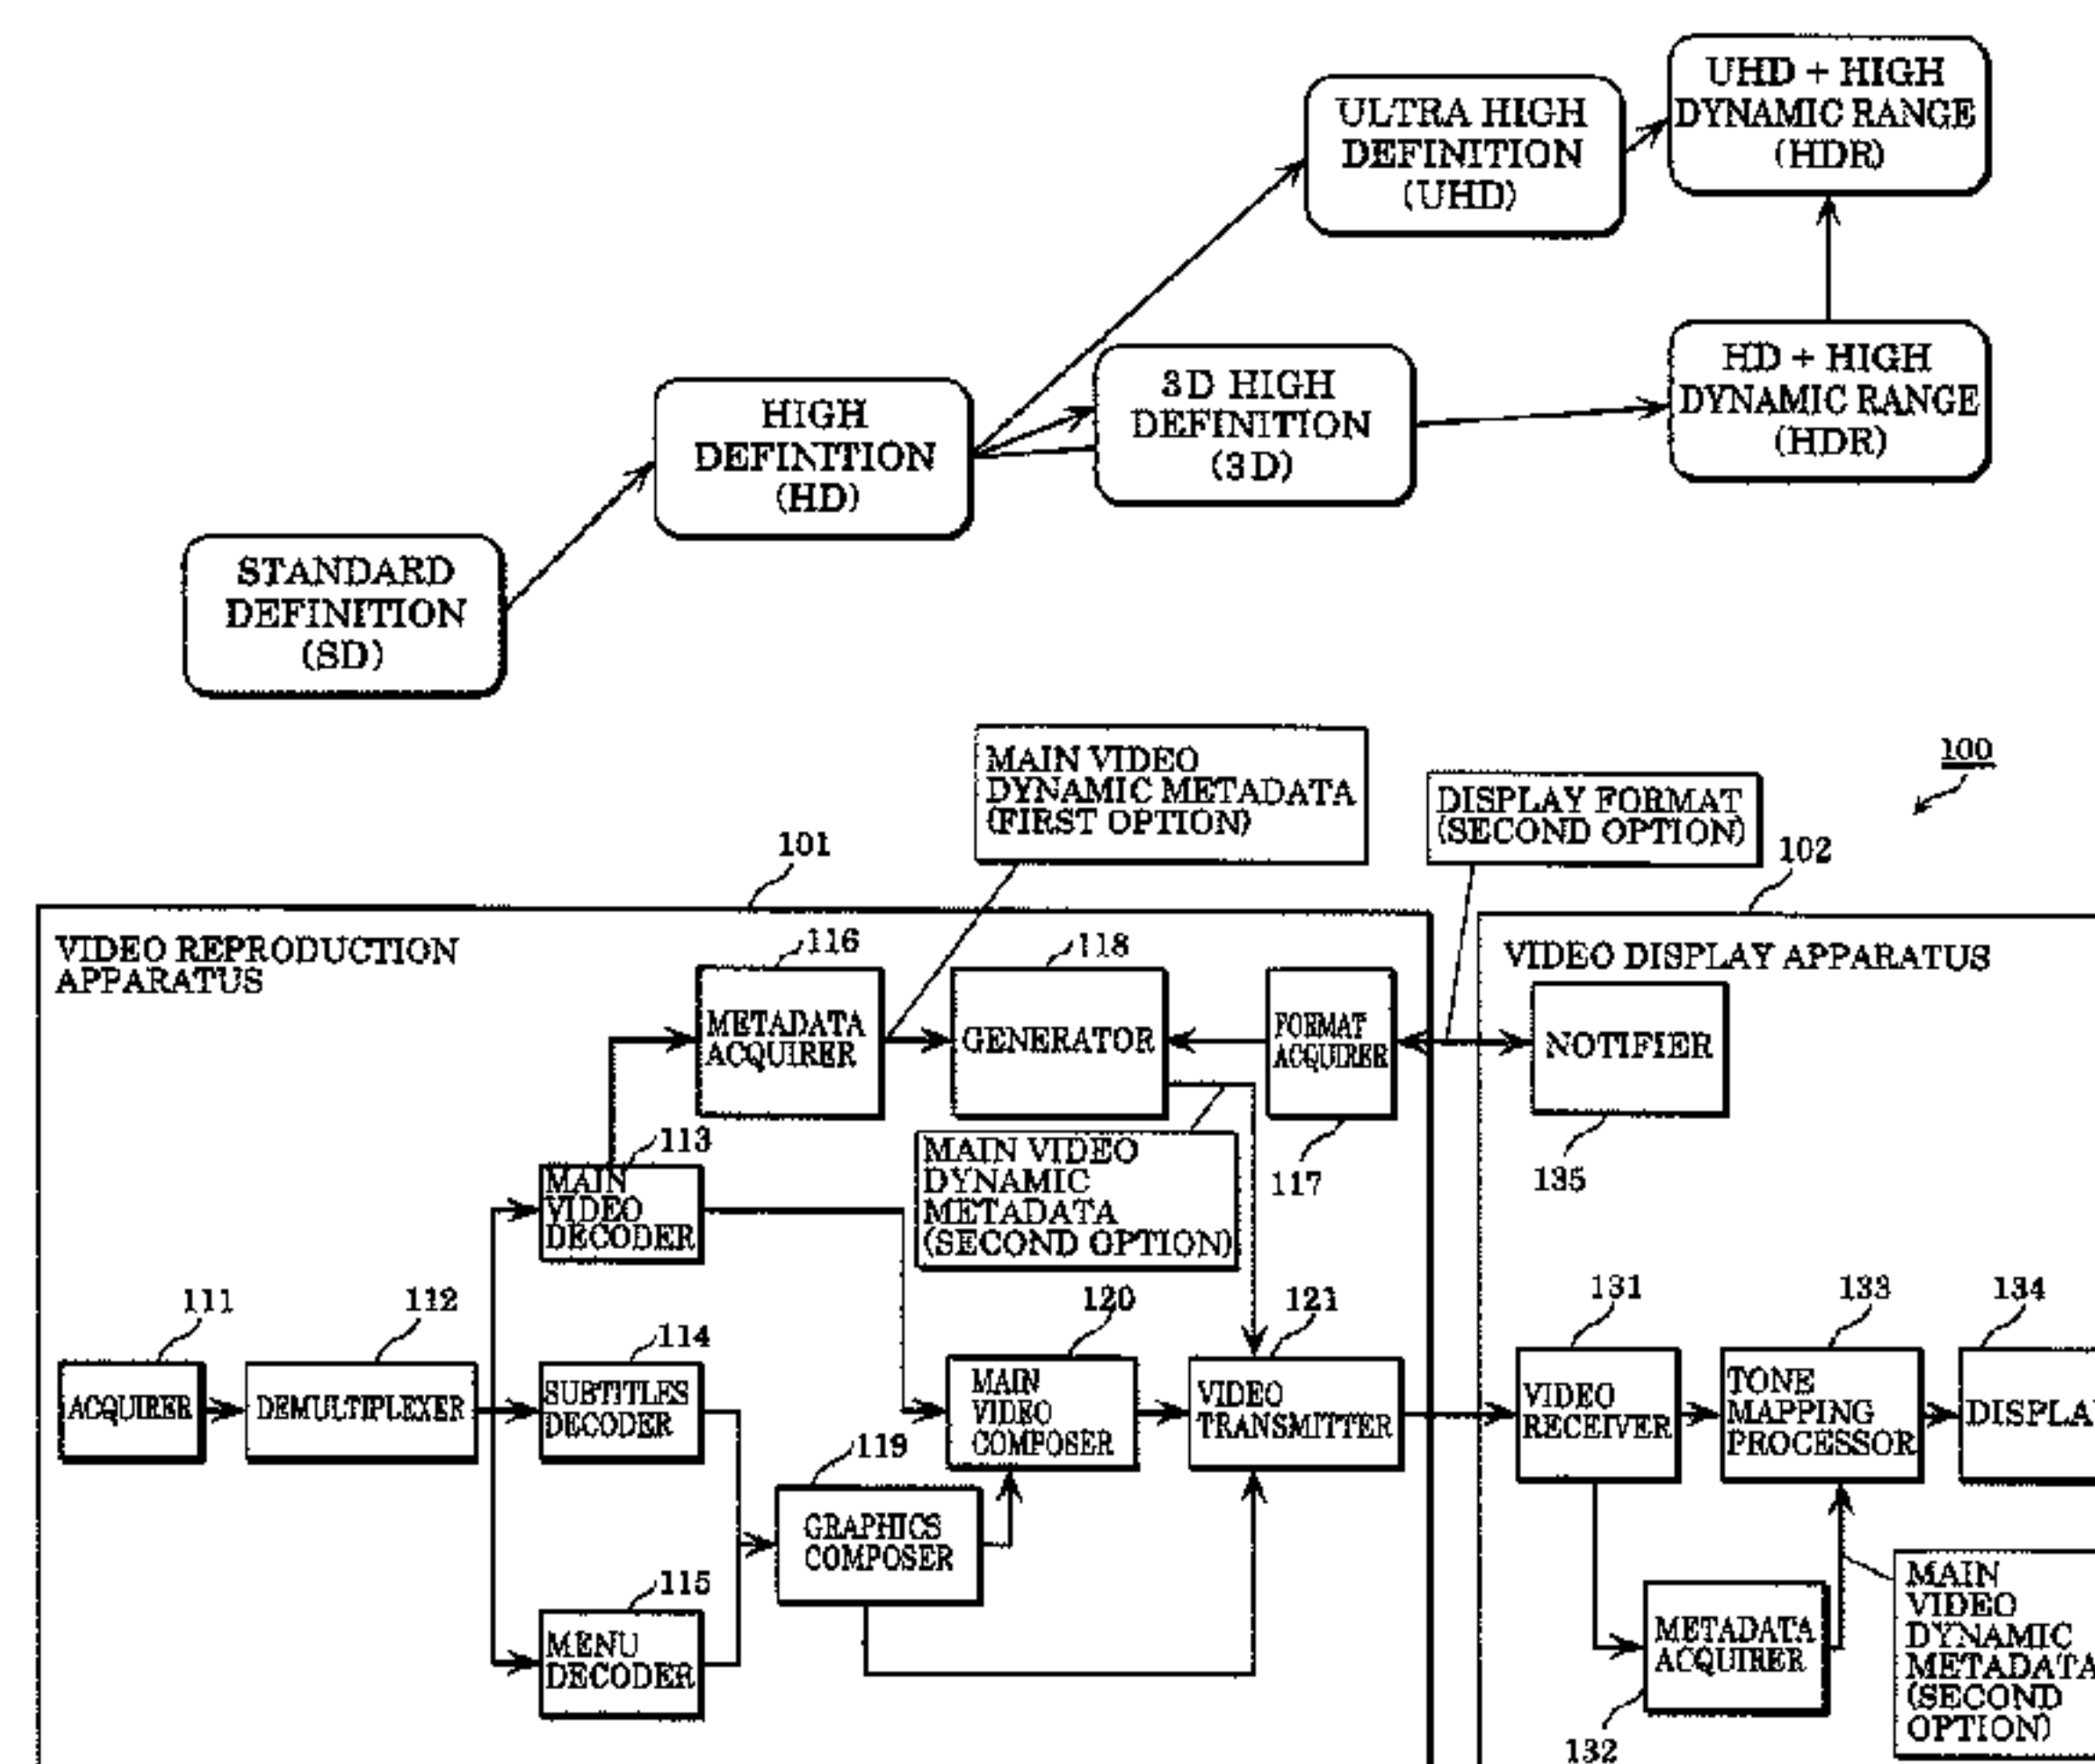 UHD + HIGH
DYNAMIC RANGE
(HDR)
ULTRA HIGH
DEFINITION
(UHD)
HD + HIGH
DYNAMIC RANGE
(HDR)
3D HIGH
DEFINITION
(3D)
HIGH
DEFINITION
(HD)
STANDARD
DEFINITION
(SD)
100
MAIN VIDEO
DYNAMIC METADATA
(FIRST OPTION)
DISPLAY FORMAT
(SECOND OPTION)
101
102
VIDEO REPRODUCTION
APPARATUS
VIDEO DISPLAY APPARATUS
116
METADATA
ACQUIRER
118
GENERATOR
FORMAT
ACQUIRER
117
NOTIFIER
135
113
MAIN
VIDEO
DECODER
MAIN VIDEO
DYNAMIC
METADATA
(SECOND OPTION)
111
ACQUIRER
112
DEMULTIPLEXER
114
SUBTITLES
DECODER
120
MAIN
VIDEO
COMPOSER
121
VIDEO
TRANSMITTER
131
VIDEO
RECEIVER
133
TONE
MAPPING
PROCESSOR
134
DISPLAY
119
GRAPHICS
COMPOSER
115
MENU
DECODER
METADATA
ACQUIRER
132
MAIN
VIDEO
DYNAMIC
METADATA
(SECOND
OPTION)